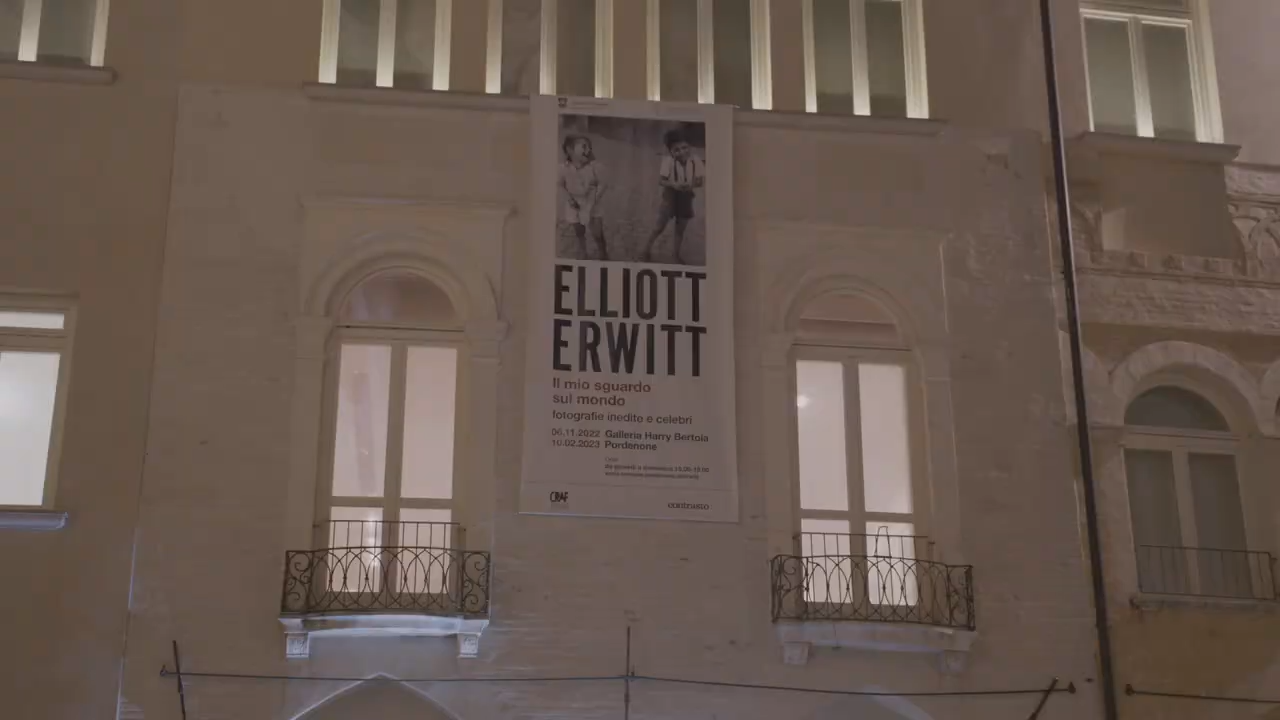 ELLIOTT
ERWITT
Il mio sguardo
sul mondo
fotografie inedite e celebri
06.11.2022 Galleria Harry Bertoia
10.02.2023 Pordenone
CRAF
contrasto